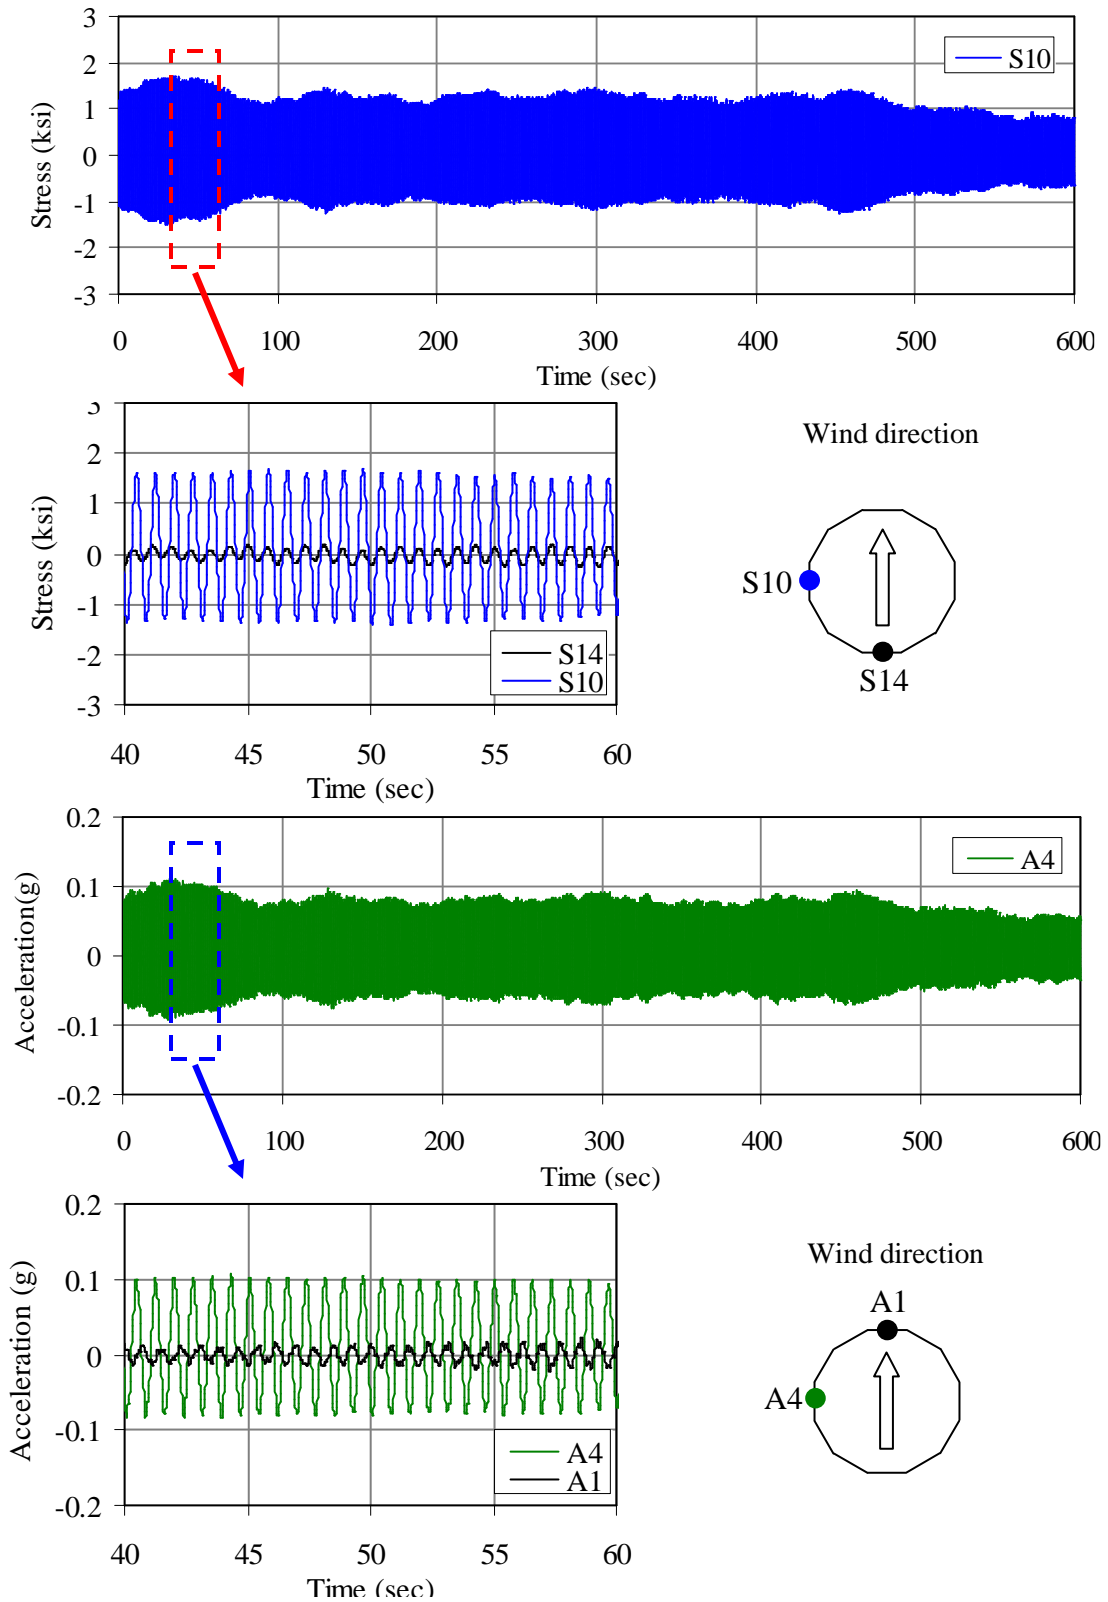 3
2
1
0
-1
-2
-3
Stress (ksi)
S10
0 100 200 300 400 500 600
Time (sec)
3
2
1
0
-1
-2
-3
Stress (ksi)
S14
S10
40 45 50 55 60
Time (sec)
Wind direction
S10
S14
0.2
0.1
0
-0.1
-0.2
Acceleration(g)
A4
0 100 200 300 400 500 600
Time (sec)
0.2
0.1
0
-0.1
-0.2
Acceleration (g)
A4
A1
40 45 50 55 60
Time (sec)
Wind direction
A1
A4